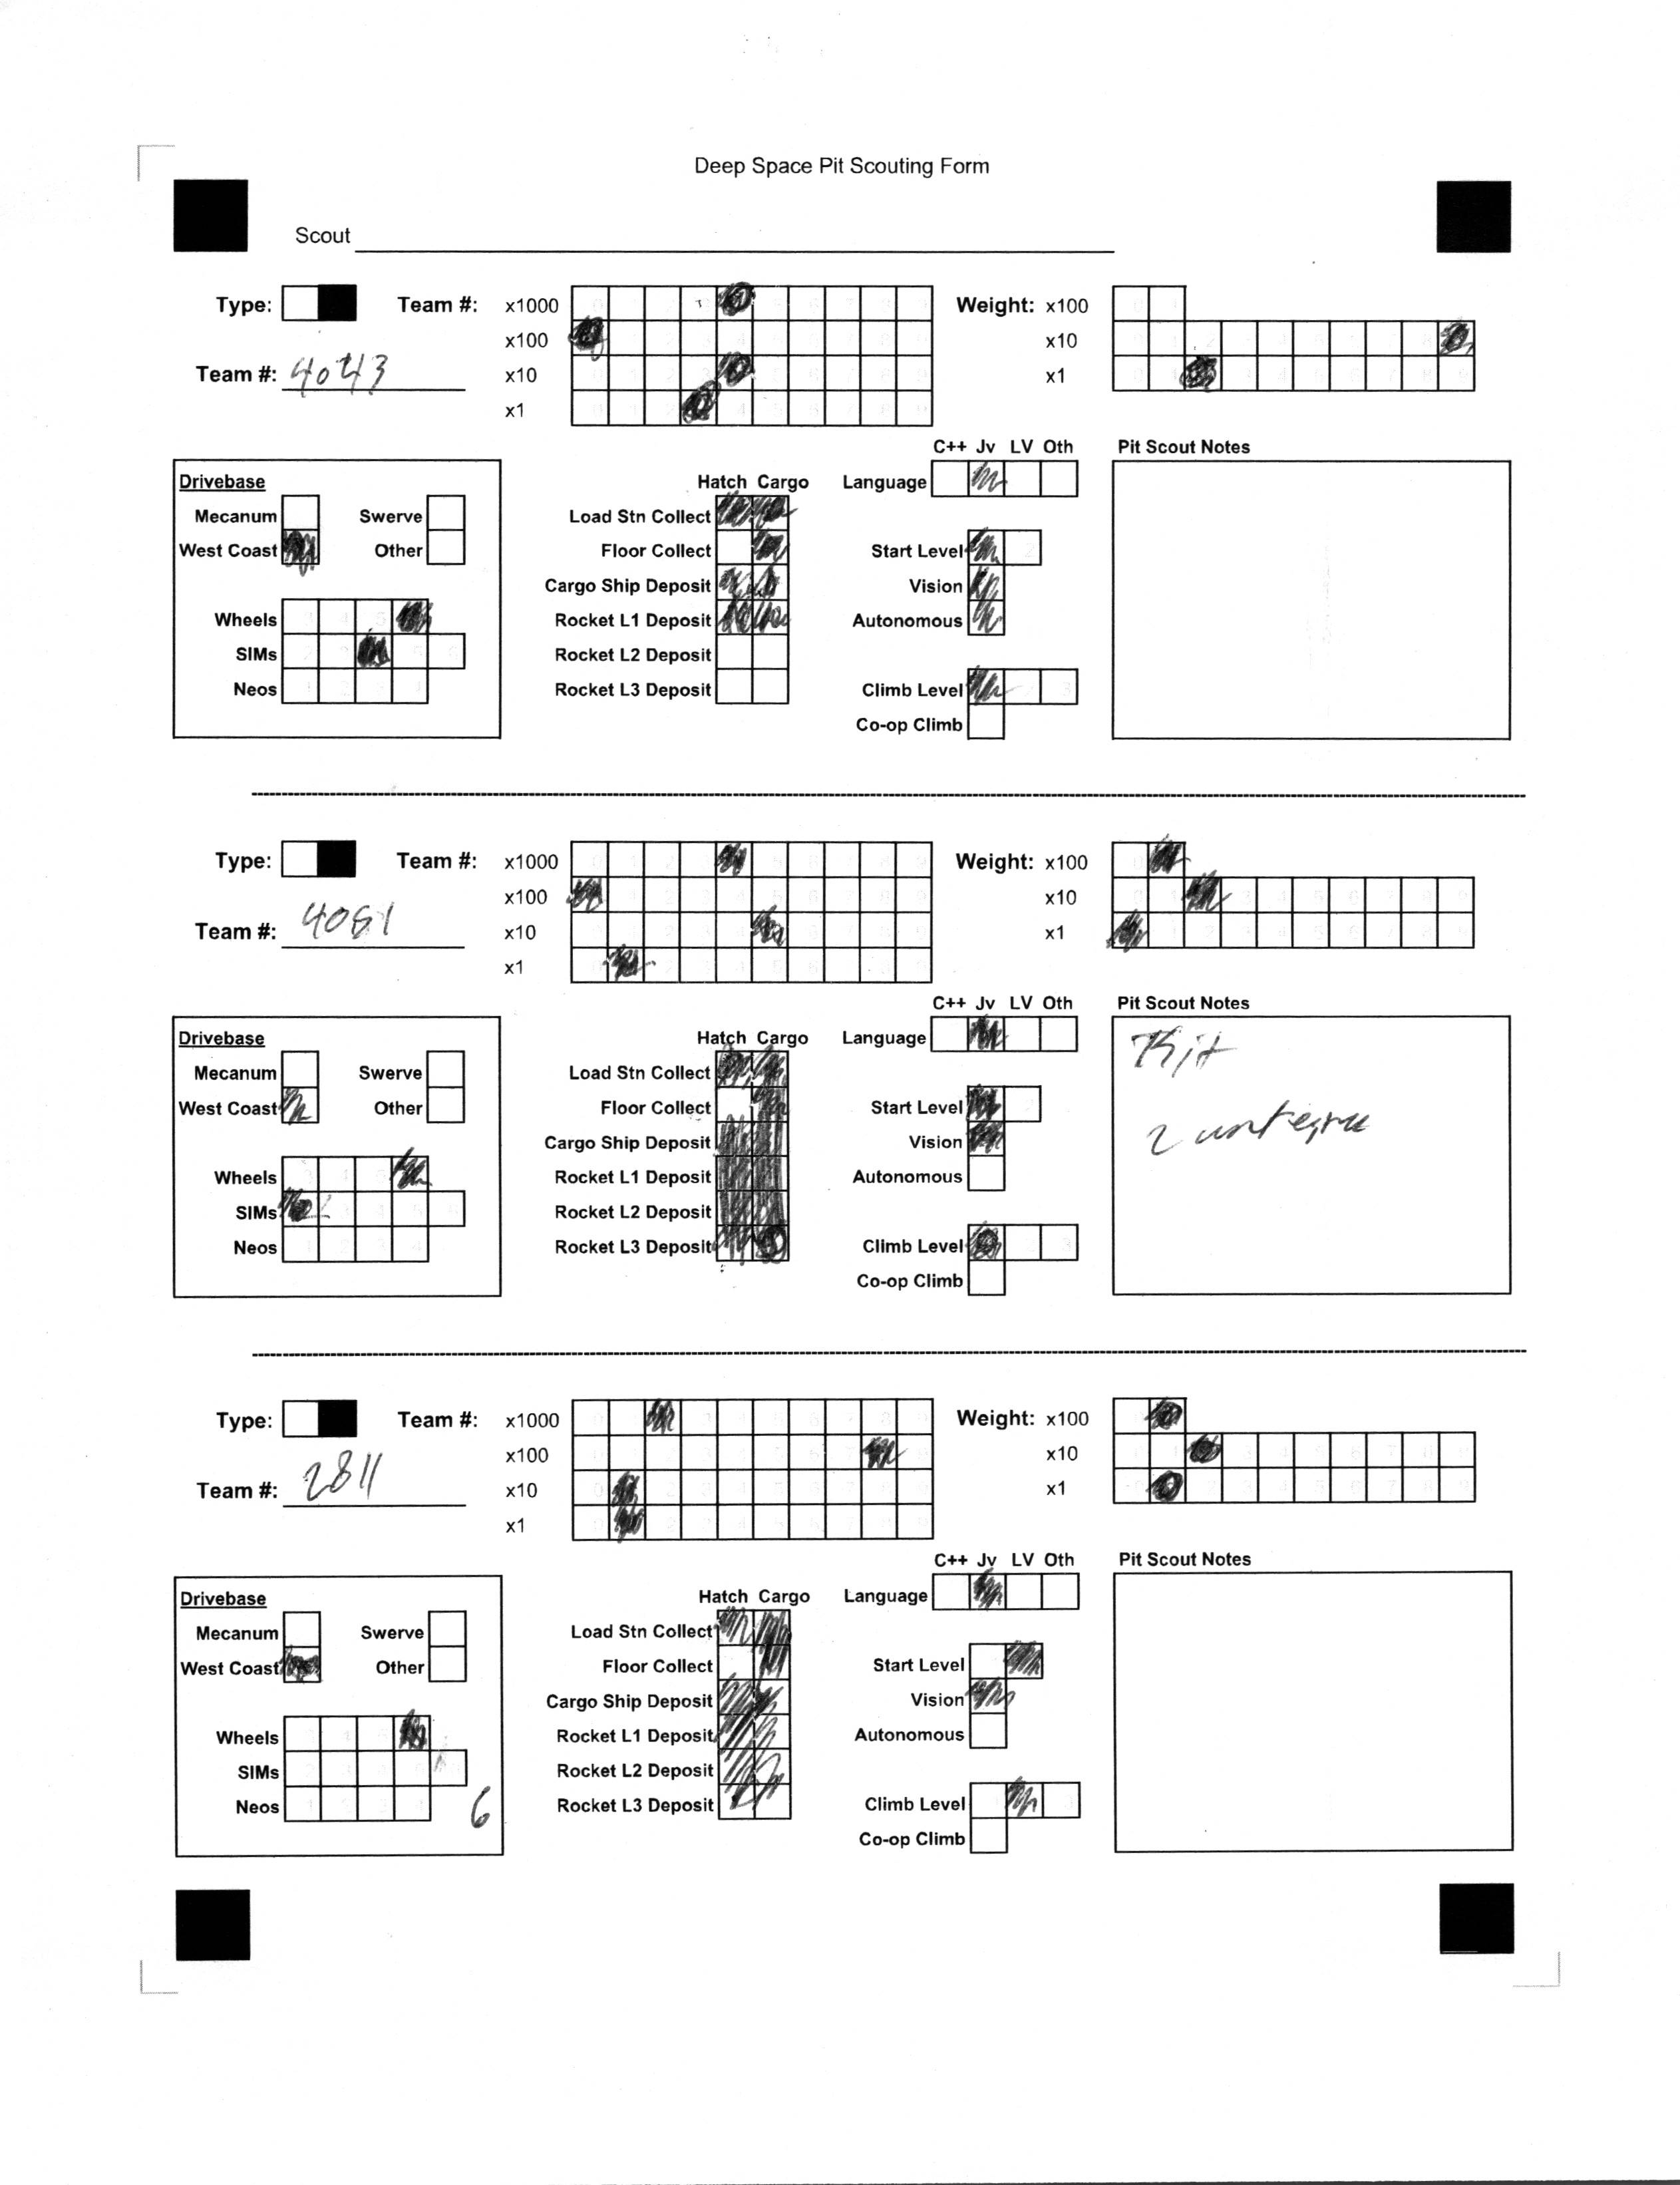 Deep Space Pit Scouting Form
Scout
Type: Team #: x1000 Weight: x100
x100 x10
Team #: 4043 x10 x1
x1
C++ Jv LV Oth Pit Scout Notes
Drivebase Hatch Cargo Language
Mecanum Swerve Load Stn Collect
West Coast Other Floor Collect Start Level
Cargo Ship Deposit Vision
Wheels Rocket L1 Deposit Autonomous
SIMs Rocket L2 Deposit
Neos Rocket L3 Deposit Climb Level
Co-op Climb
Type: Team #: x1000 Weight: x100
x100 x10
Team #: x10 x1
x1
C++ Jv LV Oth Pit Scout Notes
Drivebase Hatch Cargo Language Kit
Mecanum Swerve Load Stn Collect
West Coast Other Floor Collect Start Level
Cargo Ship Deposit Vision
Wheels Rocket L1 Deposit Autonomous
SIMs Rocket L2 Deposit
Neos Rocket L3 Deposit Climb Level
Co-op Climb
Type: Team #: x1000 Weight: x100
x100 x10
Team #: 2811 x10 x1
x1
C++ Jv LV Oth Pit Scout Notes
Drivebase Hatch Cargo Language
Mecanum Swerve Load Stn Collect
West Coast Other Floor Collect Start Level
Cargo Ship Deposit Vision
Wheels Rocket L1 Deposit Autonomous
SIMs Rocket L2 Deposit
Neos 6 Rocket L3 Deposit Climb Level
Co-op Climb